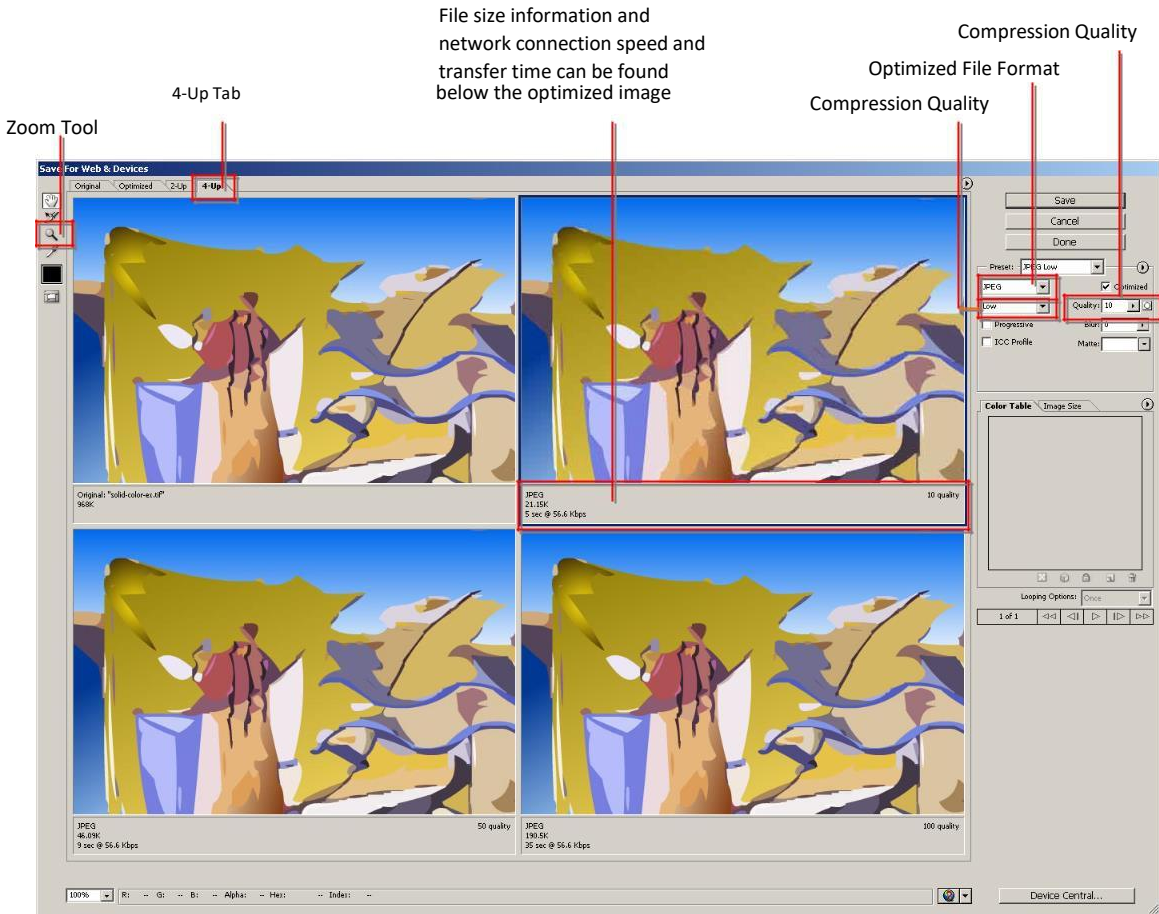 File size information and
network connection speed and
transfer time can be found
below the optimized image
Compression Quality
Optimized File Format
4-Up Tab
Compression Quality
Zoom Tool
Save For Web & Devices
Original Optimized 2-Up 4-Up
Save
Cancel
Done
Preset: JPEG Low
JPEG Optimized
Low Quality: 10
Progressive Blur: 0
ICC Profile Matte:
Color Table Image Size
Original: "solid-color-ex.tif"
968K
JPEG 10 quality
21.15K
5 sec @ 56.6 Kbps
Looping Options: Once
1 of 1
JPEG 50 quality
46.09K
9 sec @ 56.6 Kbps
JPEG 100 quality
190.5K
35 sec @ 56.6 Kbps
100% R: -- G: -- B: -- Alpha: -- Hex: -- Index: --
Device Central...